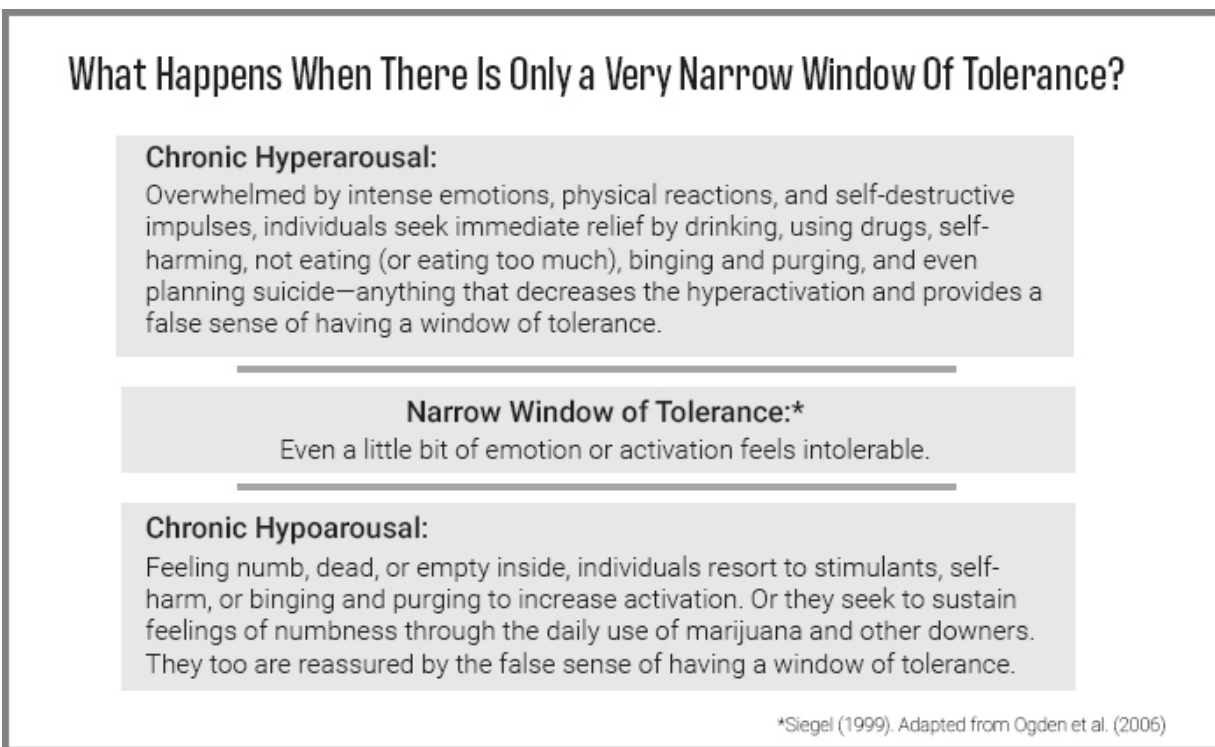 What Happens When There Is Only a Very Narrow Window Of Tolerance?
Chronic Hyperarousal:
Overwhelmed by intense emotions, physical reactions, and self-destructive
impulses, individuals seek immediate relief by drinking, using drugs, self-
harming, not eating (or eating too much), binging and purging, and even
planning suicide—anything that decreases the hyperactivation and provides a
false sense of having a window of tolerance.
Narrow Window of Tolerance:*
Even a little bit of emotion or activation feels intolerable.
Chronic Hypoarousal:
Feeling numb, dead, or empty inside, individuals resort to stimulants, self-
harm, or binging and purging to increase activation. Or they seek to sustain
feelings of numbness through the daily use of marijuana and other downers.
They too are reassured by the false sense of having a window of tolerance.
*Siegel (1999). Adapted from Ogden et al. (2006)